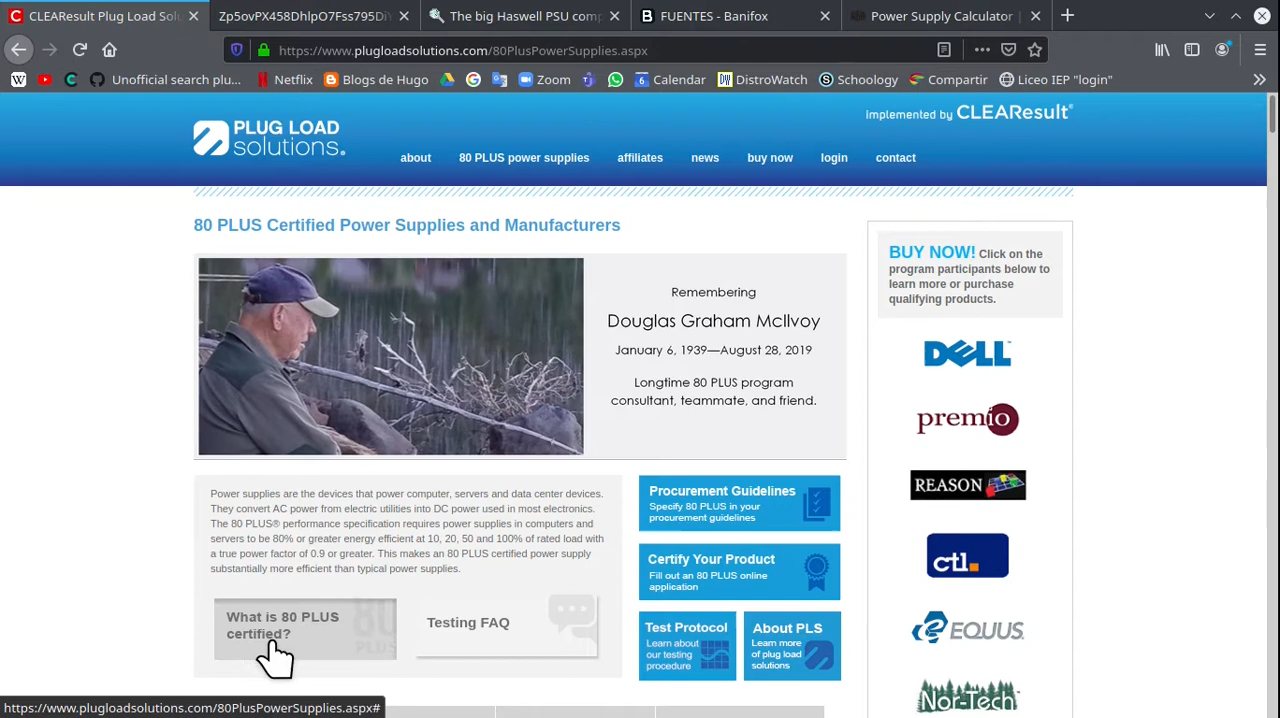 CLEAResult Plug Load Solu
Zp5ovPX458DhlpO7Fss795DiY
The big Haswell PSU comp
FUENTES - Banifox
Power Supply Calculator |
https://www.plugloadsolutions.com/80PlusPowerSupplies.aspx
Unofficial search plu...
Netflix
Blogs de Hugo
Zoom
Calendar
DistroWatch
Schoology
Compartir
Liceo IEP "login"
Implemented by CLEAResult®
PLUG LOAD
solutions.
about
80 PLUS power supplies
affiliates
news
buy now
login
contact
80 PLUS Certified Power Supplies and Manufacturers
Remembering
Douglas Graham McIlvoy
January 6, 1939—August 28, 2019
Longtime 80 PLUS program
consultant, teammate, and friend.
Power supplies are the devices that power computer, servers and data center devices.
They convert AC power from electric utilities into DC power used in most electronics.
The 80 PLUS® performance specification requires power supplies in computers and
servers to be 80% or greater energy efficient at 10, 20, 50 and 100% of rated load with
a true power factor of 0.9 or greater. This makes an 80 PLUS certified power supply
substantially more efficient than typical power supplies.
What is 80 PLUS
certified?
80
PLUS
Testing FAQ
Procurement Guidelines
Specify 80 PLUS in your
procurement guidelines
Certify Your Product
Fill out an 80 PLUS online
application
Test Protocol
Learn about
our testing
procedure
About PLS
Learn more
of plug load
solutions
BUY NOW! Click on the
program participants below to
learn more or purchase
qualifying products.
DELL
premio
REASON
ctl.
EQUUS
NOR-TECH
https://www.plugloadsolutions.com/80PlusPowerSupplies.aspx#